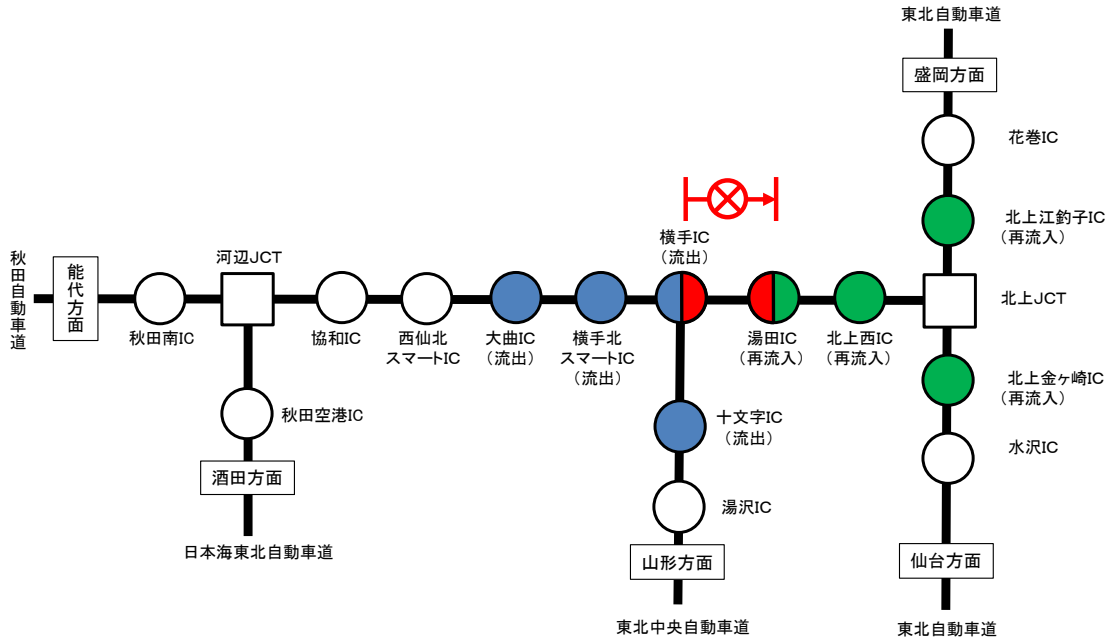 東北自動車道
盛岡方面
花巻IC
北上江釣子IC
（再流入）
横手IC
（流出）
秋田自動車道
能代方面
河辺JCT
北上JCT
秋田南IC
協和IC
西仙北
スマートIC
大曲IC
（流出）
横手北
スマートIC
（流出）
湯田IC
（再流入）
北上西IC
（再流入）
北上金ヶ崎IC
（再流入）
秋田空港IC
十文字IC
（流出）
水沢IC
酒田方面
湯沢IC
日本海東北自動車道
山形方面
仙台方面
東北中央自動車道
東北自動車道